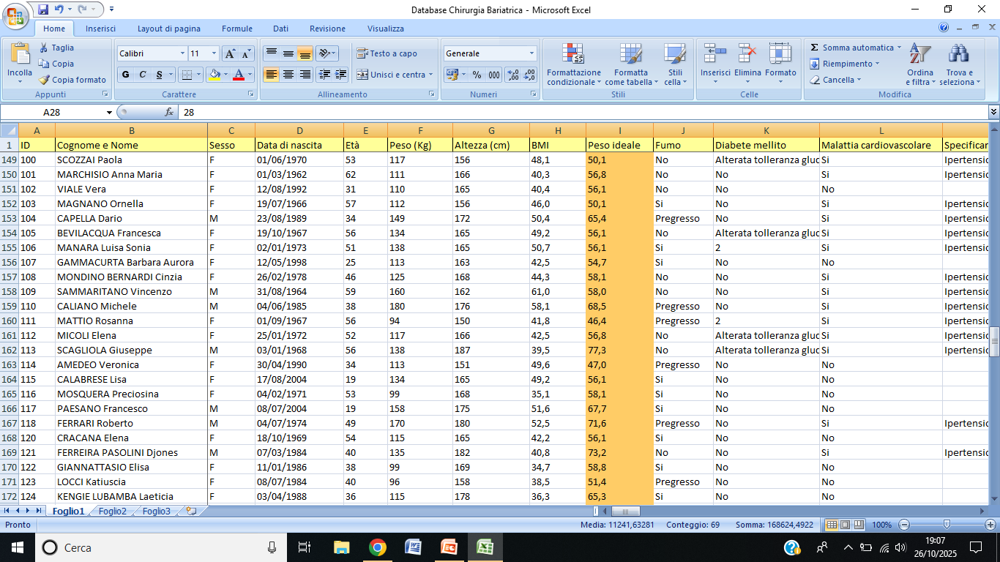 Database Chirurgia Bariatrica - Microsoft Excel
Home Inserisci Layout di pagina Formule Dati Revisione Visualizza
Incolla Taglia Copia Copia formato Appunti
Calibri 11 G C S Carattere
Testo a capo Unisci e centra Allineamento
Generale % 000 Numeri
Formattazione condizionale Formatta come tabella Stili cella Stili
Inserisci Elimina Formato Celle
Somma automatica Riempimento Cancella Ordina e filtra Trova e seleziona Modifica
A28 fx 28
A B C D E F G H I J K L
1 ID Cognome e Nome Sesso Data di nascita Età Peso (Kg) Altezza (cm) BMI Peso ideale Fumo Diabete mellito Malattia cardiovascolare Specificar
149 100 SCOZZAI Paola F 01/06/1970 53 117 156 48,1 50,1 No Alterata tolleranza gluc Si Ipertensio
150 101 MARCHISIO Anna Maria F 01/03/1962 62 111 166 40,3 56,8 No No Si Ipertensio
151 102 VIALE Vera F 12/08/1992 31 110 165 40,4 56,1 No No No
152 103 MAGNANO Ornella F 19/07/1966 57 112 156 46,0 50,1 Si No Si Ipertensio
153 104 CAPELLA Dario M 23/08/1989 34 149 172 50,4 65,4 Pregresso No Si Ipertensio
154 105 BEVILACQUA Francesca F 19/10/1967 56 134 165 49,2 56,1 No Alterata tolleranza gluc Si Ipertensio
155 106 MANARA Luisa Sonia F 02/01/1973 51 138 165 50,7 56,1 Si 2 Si Ipertensio
156 107 GAMMACURTA Barbara Aurora F 12/05/1998 25 113 163 42,5 54,7 Si No No
157 108 MONDINO BERNARDI Cinzia F 26/02/1978 46 125 168 44,3 58,1 No No Si Ipertensio
158 109 SAMMARITANO Vincenzo M 31/08/1964 59 160 162 61,0 58,0 No No Si Ipertensio
159 110 CALIANO Michele M 04/06/1985 38 180 176 58,1 68,5 Pregresso No Si Ipertensio
160 111 MATTIO Rosanna F 01/09/1967 56 94 150 41,8 46,4 Pregresso 2 Si Ipertensio
161 112 MICOLI Elena F 25/01/1972 52 117 166 42,5 56,8 No Alterata tolleranza gluc Si Ipertensio
162 113 SCAGLIOLA Giuseppe M 03/01/1968 56 138 187 39,5 77,3 No Alterata tolleranza gluc Si Ipertensio
163 114 AMEDEO Veronica F 30/04/1990 34 113 151 49,6 47,0 Pregresso No No
164 115 CALABRESE Lisa F 17/08/2004 19 134 165 49,2 56,1 Si No No
165 116 MOSQUERA Preciosina F 04/02/1971 53 99 168 35,1 58,1 Si No No
166 117 PAESANO Francesco M 08/07/2004 19 158 175 51,6 67,7 Si No No
167 118 FERRARI Roberto M 04/07/1974 49 170 180 52,5 71,6 Pregresso No Si Ipertensio
168 120 CRACANA Elena F 18/10/1969 54 115 165 42,2 56,1 Si No No
169 121 FERREIRA PASOLINI Djones M 07/03/1984 40 135 182 40,8 73,2 No No Si Ipertensio
170 122 GIANNATTASIO Elisa F 11/01/1986 38 99 169 34,7 58,8 Si No No
171 123 LOCCI Katiuscia F 08/07/1984 40 96 158 38,5 51,4 Pregresso No No
172 124 KENGIE LUBAMBA Laeticia F 03/04/1988 36 115 178 36,3 65,3 Si No No
Foglio1 Foglio2 Foglio3
Pronto Media: 11241,63281 Conteggio: 69 Somma: 168624,4922 100%
Cerca 19:07
26/10/2025